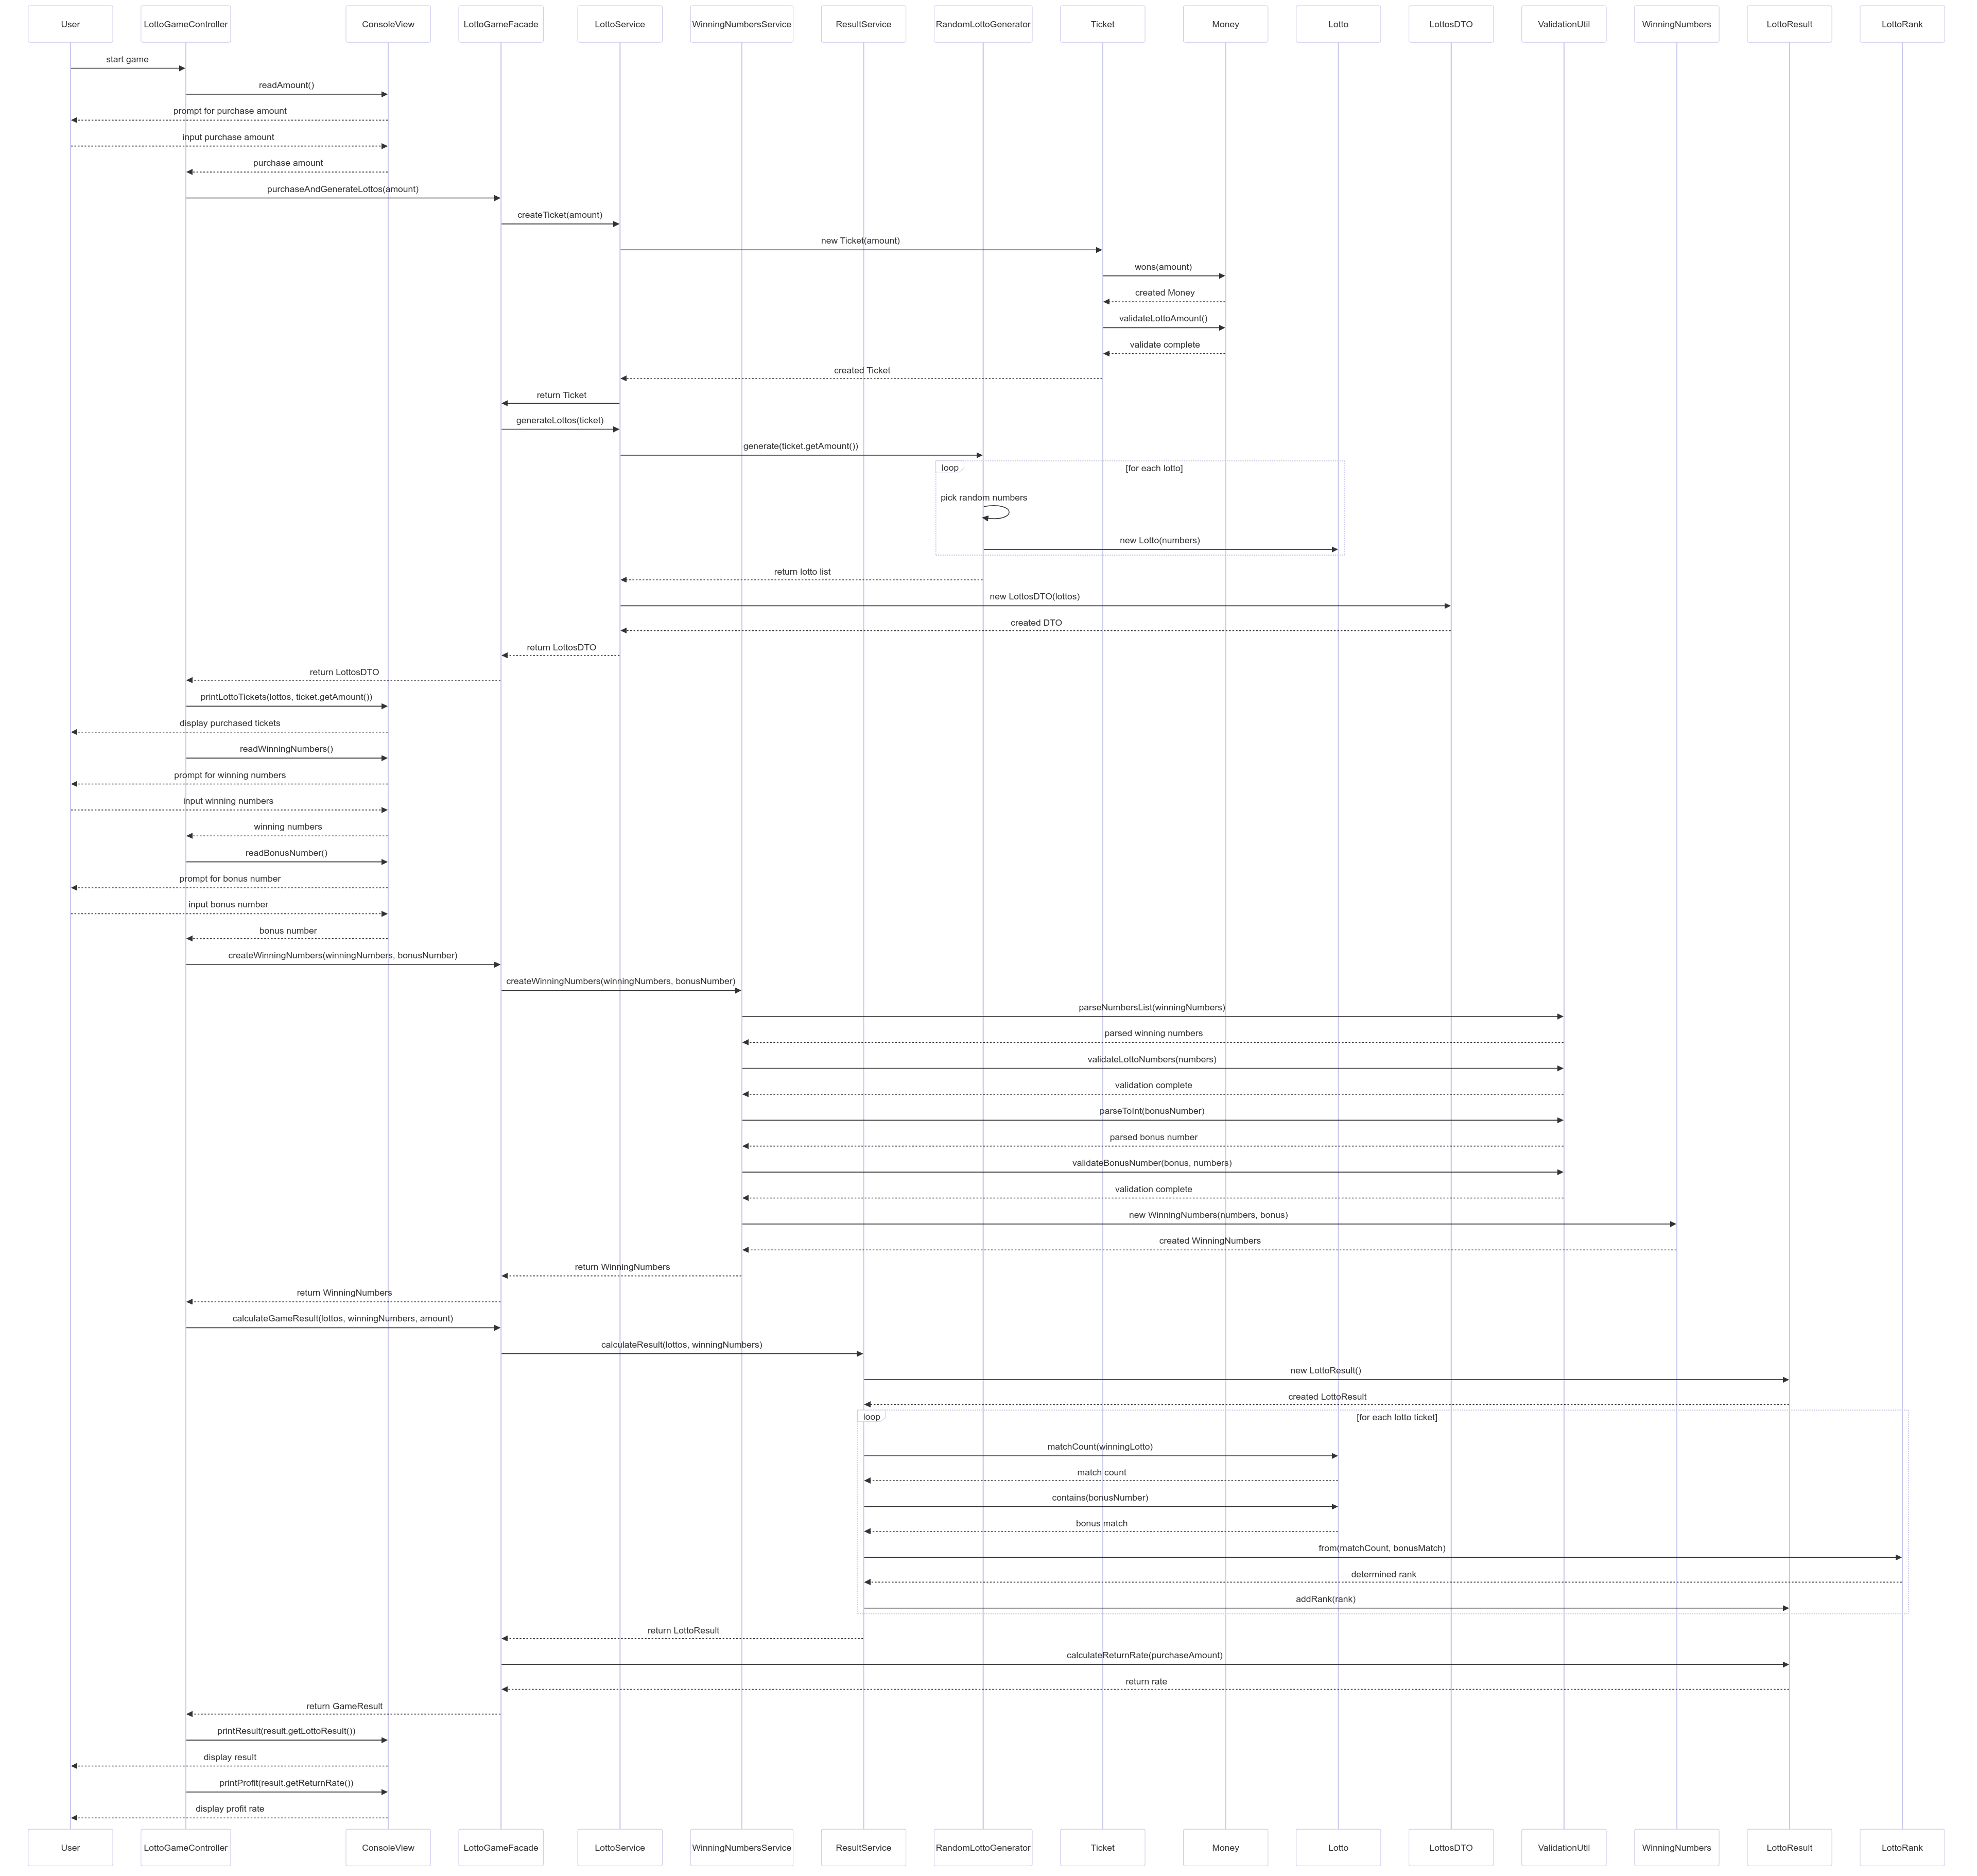 User
LottoGameController
ConsoleView
LottoGameFacade
LottoService
WinningNumbersService
ResultService
RandomLottoGenerator
Ticket
Money
Lotto
LottosDTO
ValidationUtil
WinningNumbers
LottoResult
LottoRank
start game
readAmount()
prompt for purchase amount
input purchase amount
purchase amount
purchaseAndGenerateLottos(amount)
createTicket(amount)
new Ticket(amount)
wons(amount)
created Money
validateLottoAmount()
validate complete
created Ticket
return Ticket
generateLottos(ticket)
generate(ticket.getAmount())
loop
[for each lotto]
pick random numbers
new Lotto(numbers)
return lotto list
new LottosDTO(lottos)
created DTO
return LottosDTO
return LottosDTO
printLottoTickets(lottos, ticket.getAmount())
display purchased tickets
readWinningNumbers()
prompt for winning numbers
input winning numbers
winning numbers
readBonusNumber()
prompt for bonus number
input bonus number
bonus number
createWinningNumbers(winningNumbers, bonusNumber)
createWinningNumbers(winningNumbers, bonusNumber)
parseNumbersList(winningNumbers)
parsed winning numbers
validateLottoNumbers(numbers)
validation complete
parseToInt(bonusNumber)
parsed bonus number
validateBonusNumber(bonus, numbers)
validation complete
new WinningNumbers(numbers, bonus)
created WinningNumbers
return WinningNumbers
return WinningNumbers
calculateGameResult(lottos, winningNumbers, amount)
calculateResult(lottos, winningNumbers)
new LottoResult()
created LottoResult
loop
[for each lotto ticket]
matchCount(winningLotto)
match count
contains(bonusNumber)
bonus match
from(matchCount, bonusMatch)
determined rank
addRank(rank)
return LottoResult
calculateReturnRate(purchaseAmount)
return rate
return GameResult
printResult(result.getLottoResult())
display result
printProfit(result.getReturnRate())
display profit rate
User
LottoGameController
ConsoleView
LottoGameFacade
LottoService
WinningNumbersService
ResultService
RandomLottoGenerator
Ticket
Money
Lotto
LottosDTO
ValidationUtil
WinningNumbers
LottoResult
LottoRank